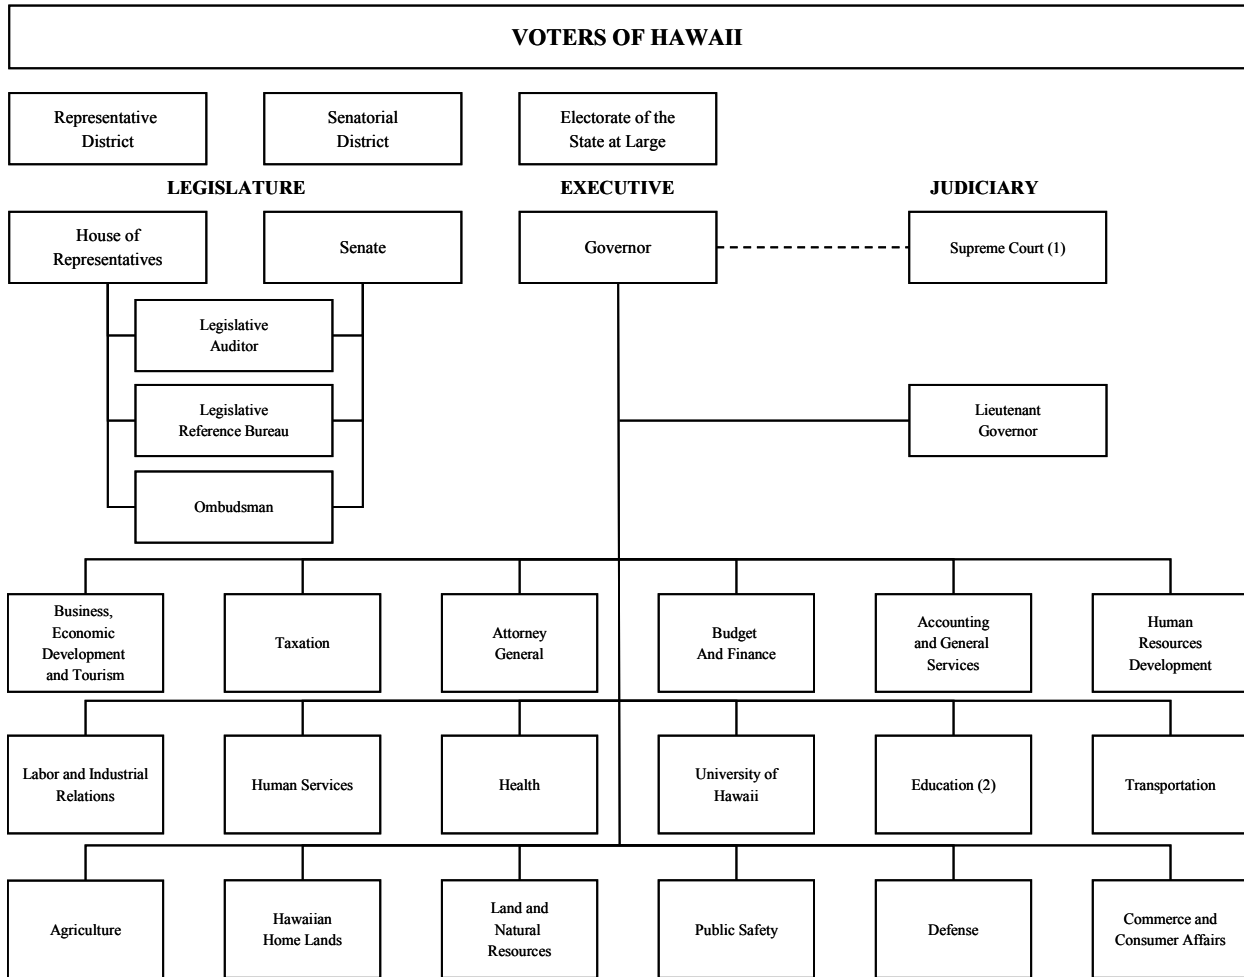 VOTERS OF HAWAII
Representative
District
Senatorial
District
Electorate of the
State at Large
LEGISLATURE
EXECUTIVE
JUDICIARY
House of
Representatives
Senate
Governor
Supreme Court (1)
Legislative
Auditor
Legislative
Reference Bureau
Lieutenant
Governor
Ombudsman
Business,
Economic
Development
and Tourism
Taxation
Attorney
General
Budget
And Finance
Accounting
and General
Services
Human
Resources
Development
Labor and Industrial
Relations
Human Services
Health
University of
Hawaii
Education (2)
Transportation
Agriculture
Hawaiian
Home Lands
Land and
Natural
Resources
Public Safety
Defense
Commerce and
Consumer Affairs